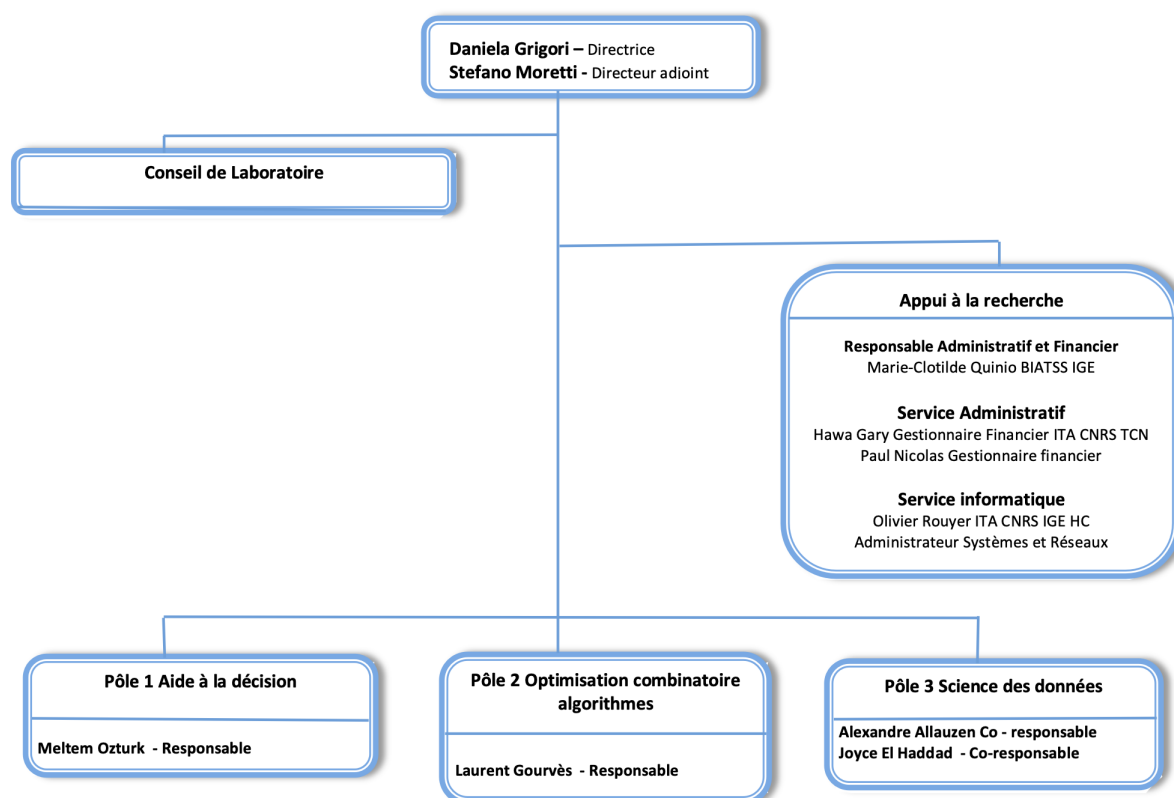 Daniela Grigori – Directrice
Stefano Moretti - Directeur adioint
Conseil de Laboratoire
Appui à la recherche
Responsable Administratif et Financier
Marie-Clotilde Quinio BIATSS IGE
Service Administratif
Hawa Gary Gestionnaire Financier ITA CNRS TCN
Paul Nicolas Gestionnaire financier
Service informatique
Olivier Rouyer ITA CNRS IGE HC
Administrateur Systèmes et Réseaux
Pôle 1 Aide à la décision
Meltem Ozturk - Responsable
Pôle 2 Optimisation combinatoire
algorithmes
Laurent Gourvès - Responsable
Pôle 3 Science des données
Alexandre Allauzen Co - responsable
Joyce El Haddad - Co-responsable